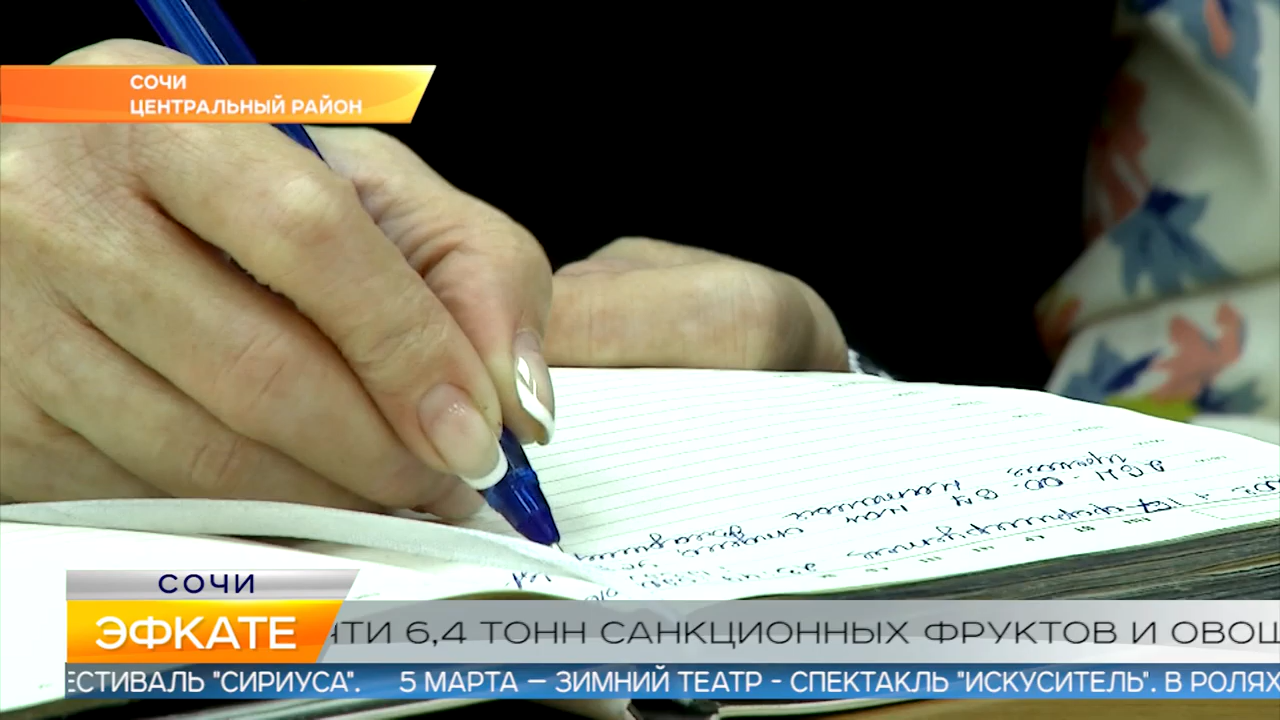 СОЧИ
ЦЕНТРАЛЬНЫЙ РАЙОН
СОЧИ
ЭФКАТЕ
ТИ 6,4 ТОНН САНКЦИОННЫХ ФРУКТОВ И ОВОЩ
ЕСТИВАЛЬ "СИРИУСА". 5 МАРТА – ЗИМНИЙ ТЕАТР - СПЕКТАКЛЬ "ИСКУСИТЕЛЬ". В РОЛЯХ